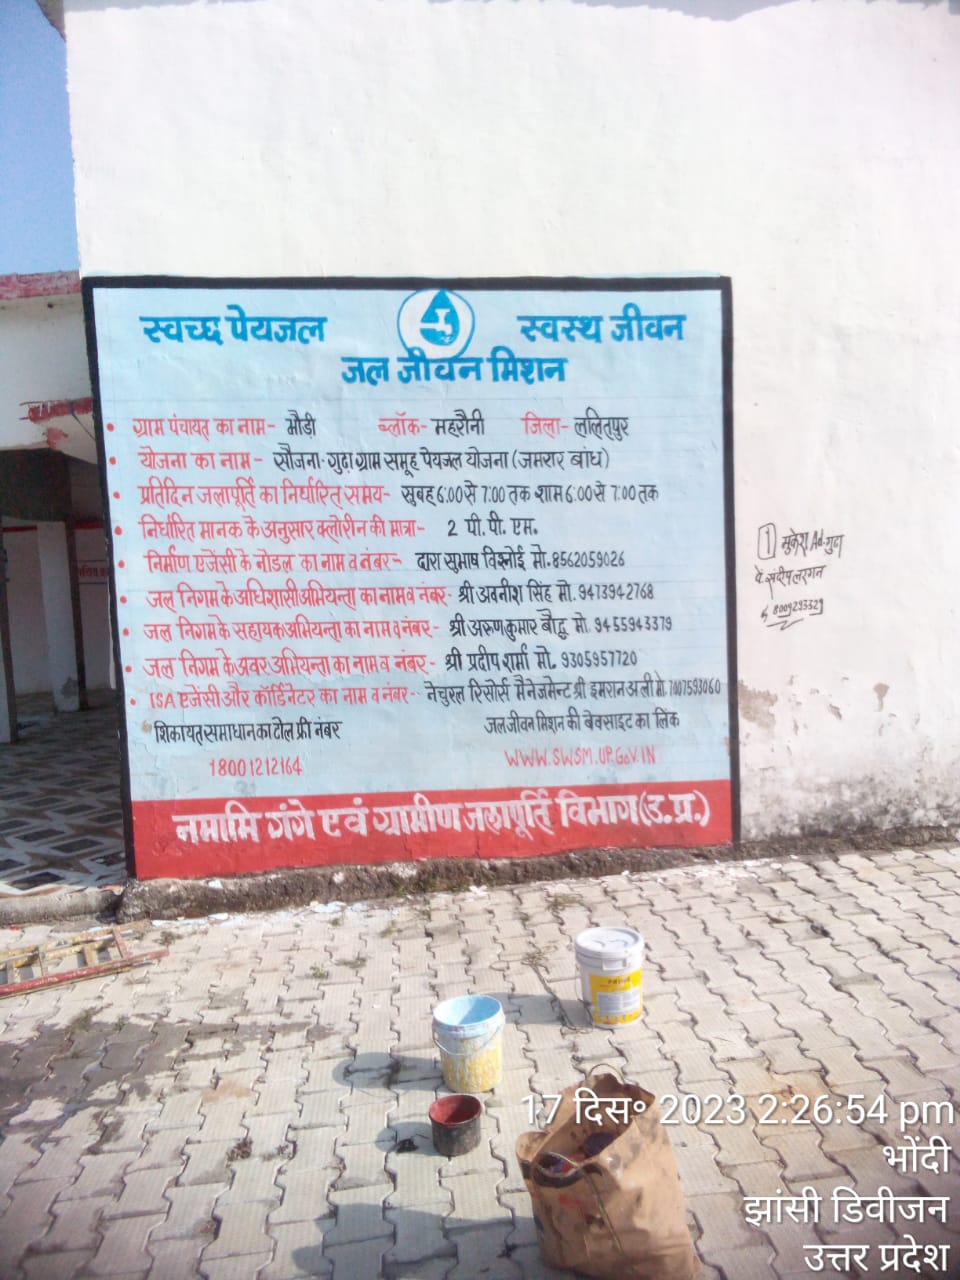 स्वच्छ पेयजल स्वस्थ जीवन
जल जीवन मिशन
ग्राम पंचायत का नाम- भौड़ी ब्लॉक- महरौनी जिला- ललितपुर
योजना का नाम- सौजना-गुढा ग्राम समूह पेयजल योजना (जमरार बांध)
प्रतिदिन जलापूर्ति का निर्धारित समय- सुबह 6:00 से 7:00 तक शाम 6:00 से 7:00 तक
निर्धारित मानक के अनुसार क्लोरीन की मात्रा- 2 पी.पी. एम.
निर्माण एजेंसी के नोडल का नाम व नंबर- दारा सुभाष विश्नोई मो.8562059026
जल निगम के अधिशासी अभियन्ता का नाम व नंबर- श्री अवनीश सिंह मो. 9473942768
जल निगम के सहायक अभियन्ता का नाम व नंबर- श्री अरुण कुमार बौद्ध मो. 9455943379
जल निगम के अवर अभियन्ता का नाम व नंबर- श्री प्रदीप शर्मा मो. 9305957720
ISA एजेंसी और कॉर्डिनेटर का नाम व नंबर- नेचुरल रिसोर्स मैनेजमेन्ट श्री इमरान अली मो. 7007593060
शिकायत समाधान का टोल फ्री नंबर जल जीवन मिशन की वेबसाइट का लिंक
18001212164 WWW.SWSM.UP.GoV.IN
नमामि गंगे एवं ग्रामीण जलापूर्ति विभाग (उ.प्र.)
1 मुकेश Ad. गुढा
8009293329
17 दिस॰ 2023 2:26:54 pm
भोंदी
झांसी डिवीजन
उत्तर प्रदेश